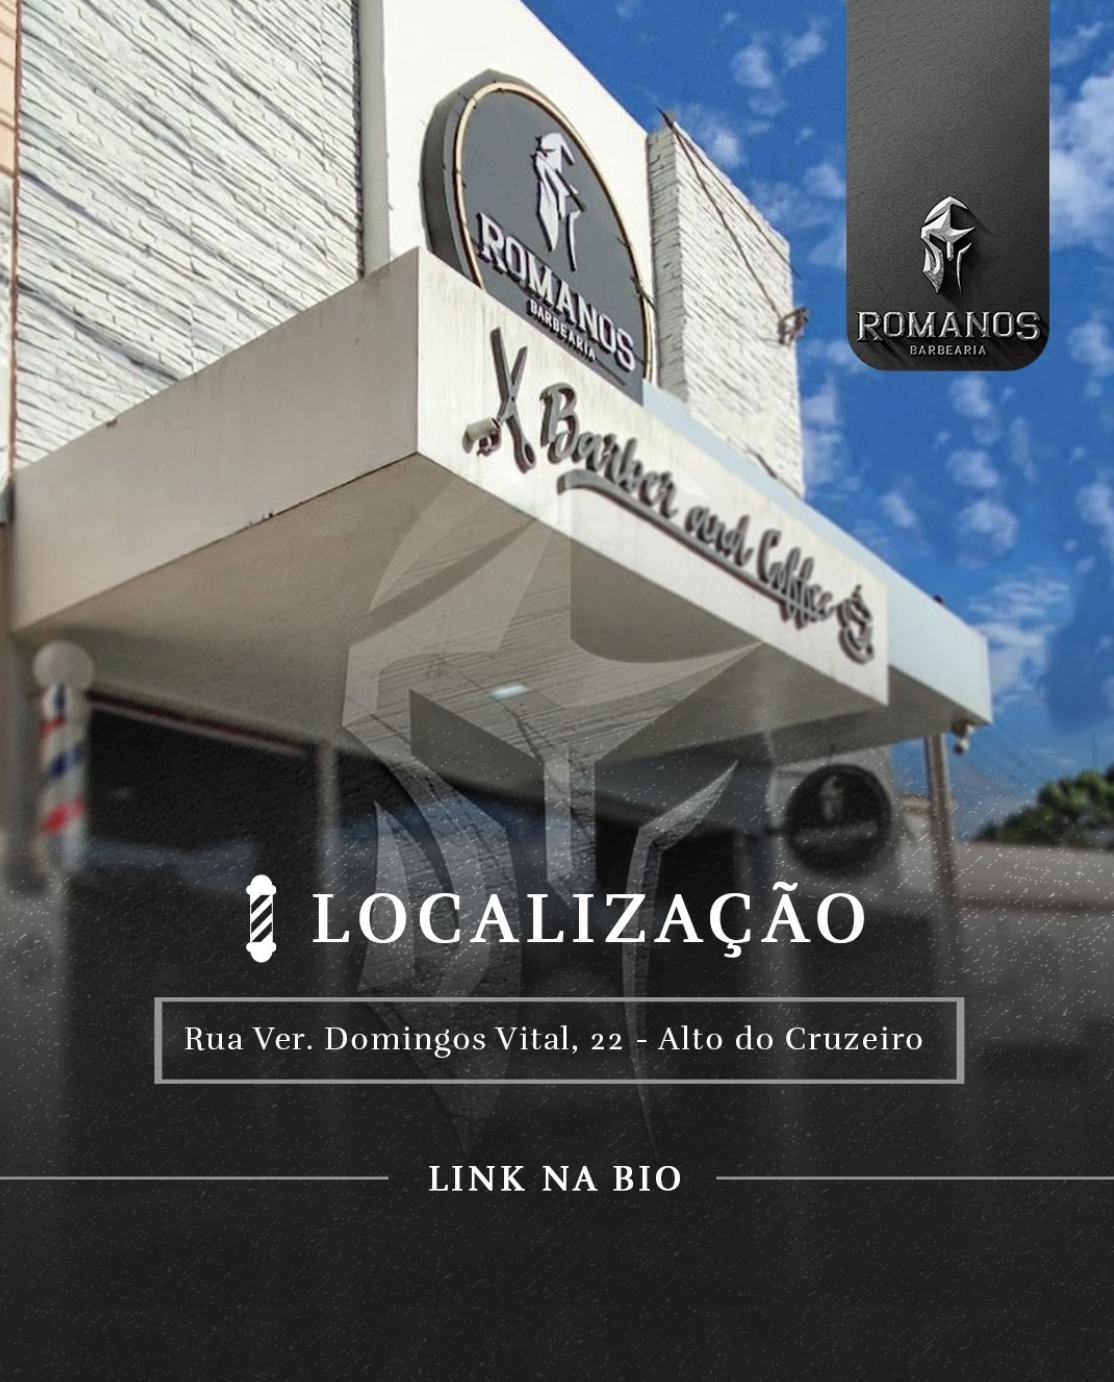 ROMANOS
BARBEARIA
ROMANOS
BARBEARIA
Barber and Coffee
LOCALIZAÇÃO
Rua Ver. Domingos Vital, 22 - Alto do Cruzeiro
LINK NA BIO